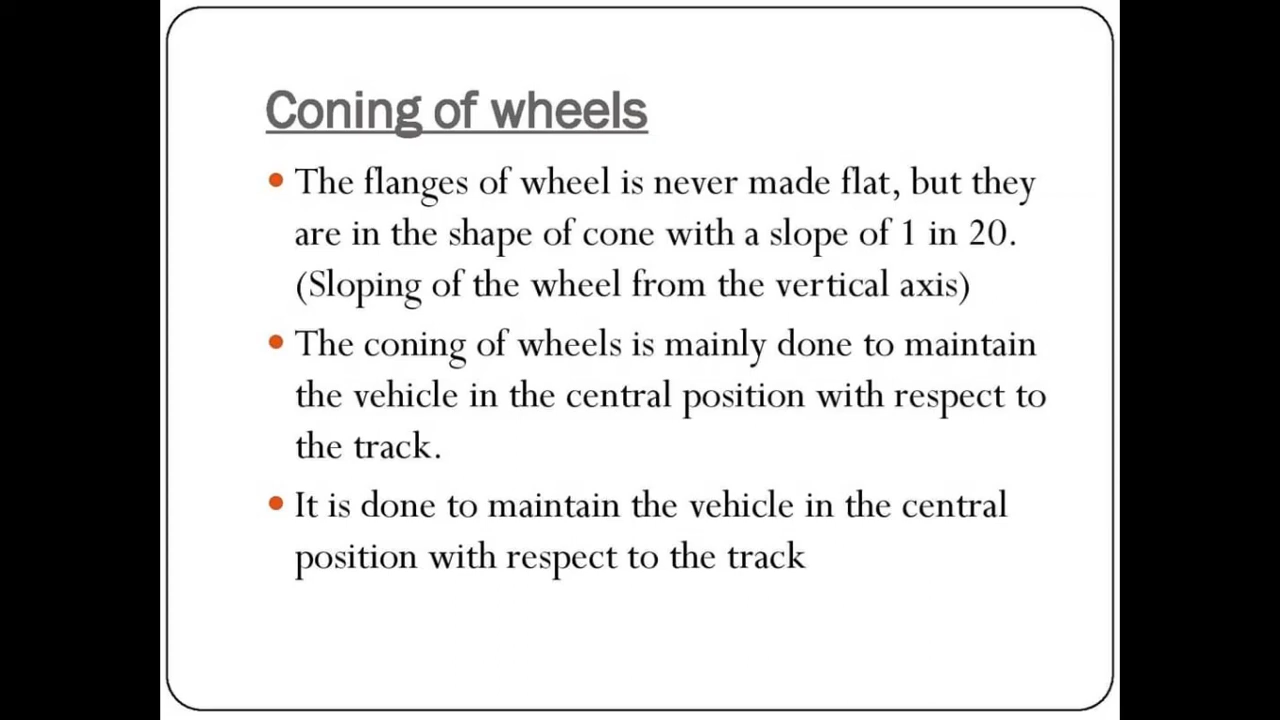 Coning of wheels
• The flanges of wheel is never made flat, but they
are in the shape of cone with a slope of 1 in 20.
(Sloping of the wheel from the vertical axis)
• The coning of wheels is mainly done to maintain
the vehicle in the central position with respect to
the track.
• It is done to maintain the vehicle in the central
position with respect to the track